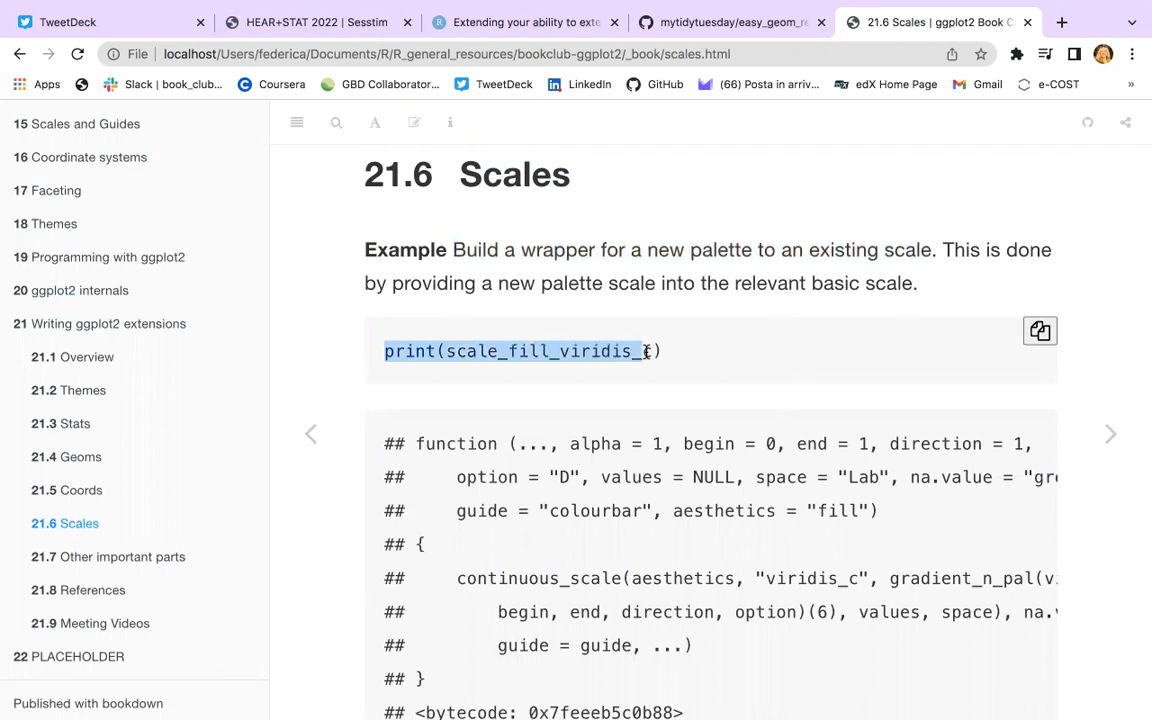 TweetDeck
HEAR+STAT 2022 | Sesstim
Extending your ability to exte
mytidytuesday/easy_geom_re
21.6 Scales | ggplot2 Book C
File
localhost/Users/federica/Documents/R/R_general_resources/bookclub-ggplot2/_book/scales.html
Apps
Slack | book_club...
Coursera
GBD Collaborator...
TweetDeck
LinkedIn
GitHub
(66) Posta in arriv...
edX Home Page
Gmail
e-COST
»
15 Scales and Guides
16 Coordinate systems
17 Faceting
18 Themes
19 Programming with ggplot2
20 ggplot2 internals
21 Writing ggplot2 extensions
21.1 Overview
21.2 Themes
21.3 Stats
21.4 Geoms
21.5 Coords
21.6 Scales
21.7 Other important parts
21.8 References
21.9 Meeting Videos
22 PLACEHOLDER
Published with bookdown
21.6 Scales
Example Build a wrapper for a new palette to an existing scale. This is done
by providing a new palette scale into the relevant basic scale.
print(scale_fill_viridis_c)
## function (..., alpha = 1, begin = 0, end = 1, direction = 1,
##     option = "D", values = NULL, space = "Lab", na.value = "gre
##     guide = "colourbar", aesthetics = "fill")
## {
##     continuous_scale(aesthetics, "viridis_c", gradient_n_pal(vi
##         begin, end, direction, option)(6), values, space), na.v
##         guide = guide, ...)
## }
## <bytecode: 0x7feeeb5c0b88>